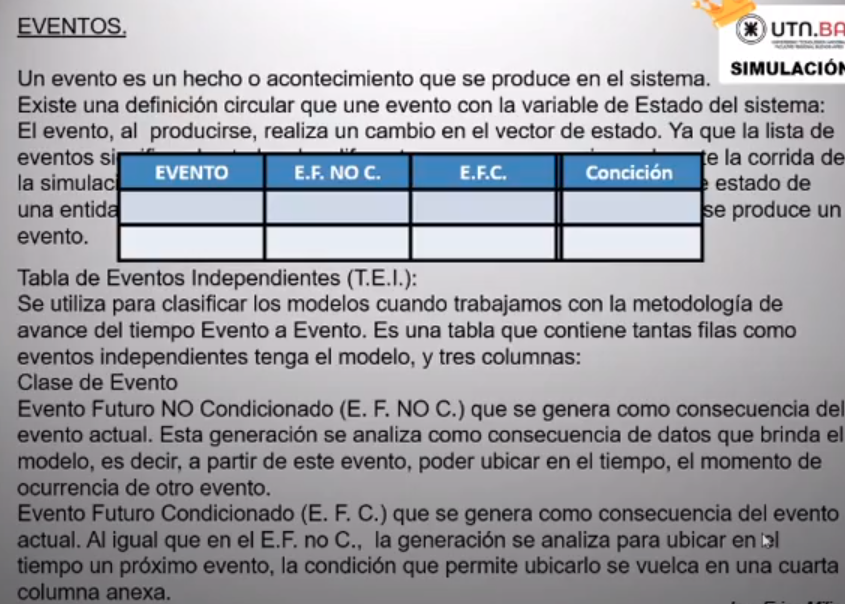 EVENTOS.
UTN.BA
SIMULACIÓN
Un evento es un hecho o acontecimiento que se produce en el sistema.
Existe una definición circular que une evento con la variable de Estado del sistema:
El evento, al producirse, realiza un cambio en el vector de estado. Ya que la lista de
eventos la corrida de
la estado de
una se produce un
evento.
EVENTO E.F. NO C. E.F.C. Concición
Tabla de Eventos Independientes (T.E.I.):
Se utiliza para clasificar los modelos cuando trabajamos con la metodología de
avance del tiempo Evento a Evento. Es una tabla que contiene tantas filas como
eventos independientes tenga el modelo, y tres columnas:
Clase de Evento
Evento Futuro NO Condicionado (E. F. NO C.) que se genera como consecuencia del
evento actual. Esta generación se analiza como consecuencia de datos que brinda el
modelo, es decir, a partir de este evento, poder ubicar en el tiempo, el momento de
ocurrencia de otro evento.
Evento Futuro Condicionado (E. F. C.) que se genera como consecuencia del evento
actual. Al igual que en el E.F. no C., la generación se analiza para ubicar en el
tiempo un próximo evento, la condición que permite ubicarlo se vuelca en una cuarta
columna anexa.